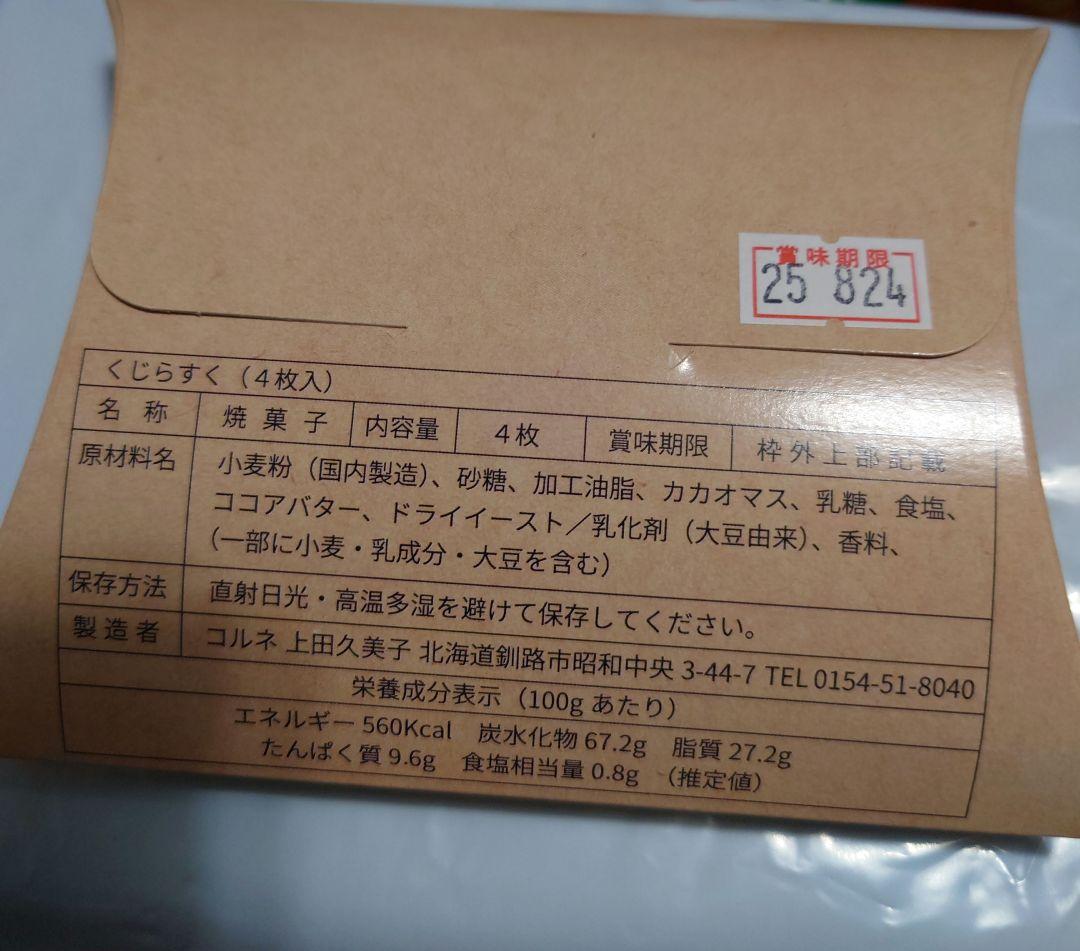 賞味期限
25 824
くじらすく（４枚入）
名称 焼菓子 内容量 ４枚 賞味期限 枠外上部記載
原材料名 小麦粉（国内製造）、砂糖、加工油脂、カカオマス、乳糖、食塩、
ココアバター、ドライイースト／乳化剤（大豆由来）、香料、
（一部に小麦・乳成分・大豆を含む）
保存方法 直射日光・高温多湿を避けて保存してください。
製造者 コルネ 上田久美子 北海道釧路市昭和中央 3-44-7 TEL 0154-51-8040
栄養成分表示（100g あたり）
エネルギー 560Kcal 炭水化物 67.2g 脂質 27.2g
たんぱく質 9.6g 食塩相当量 0.8g （推定値）